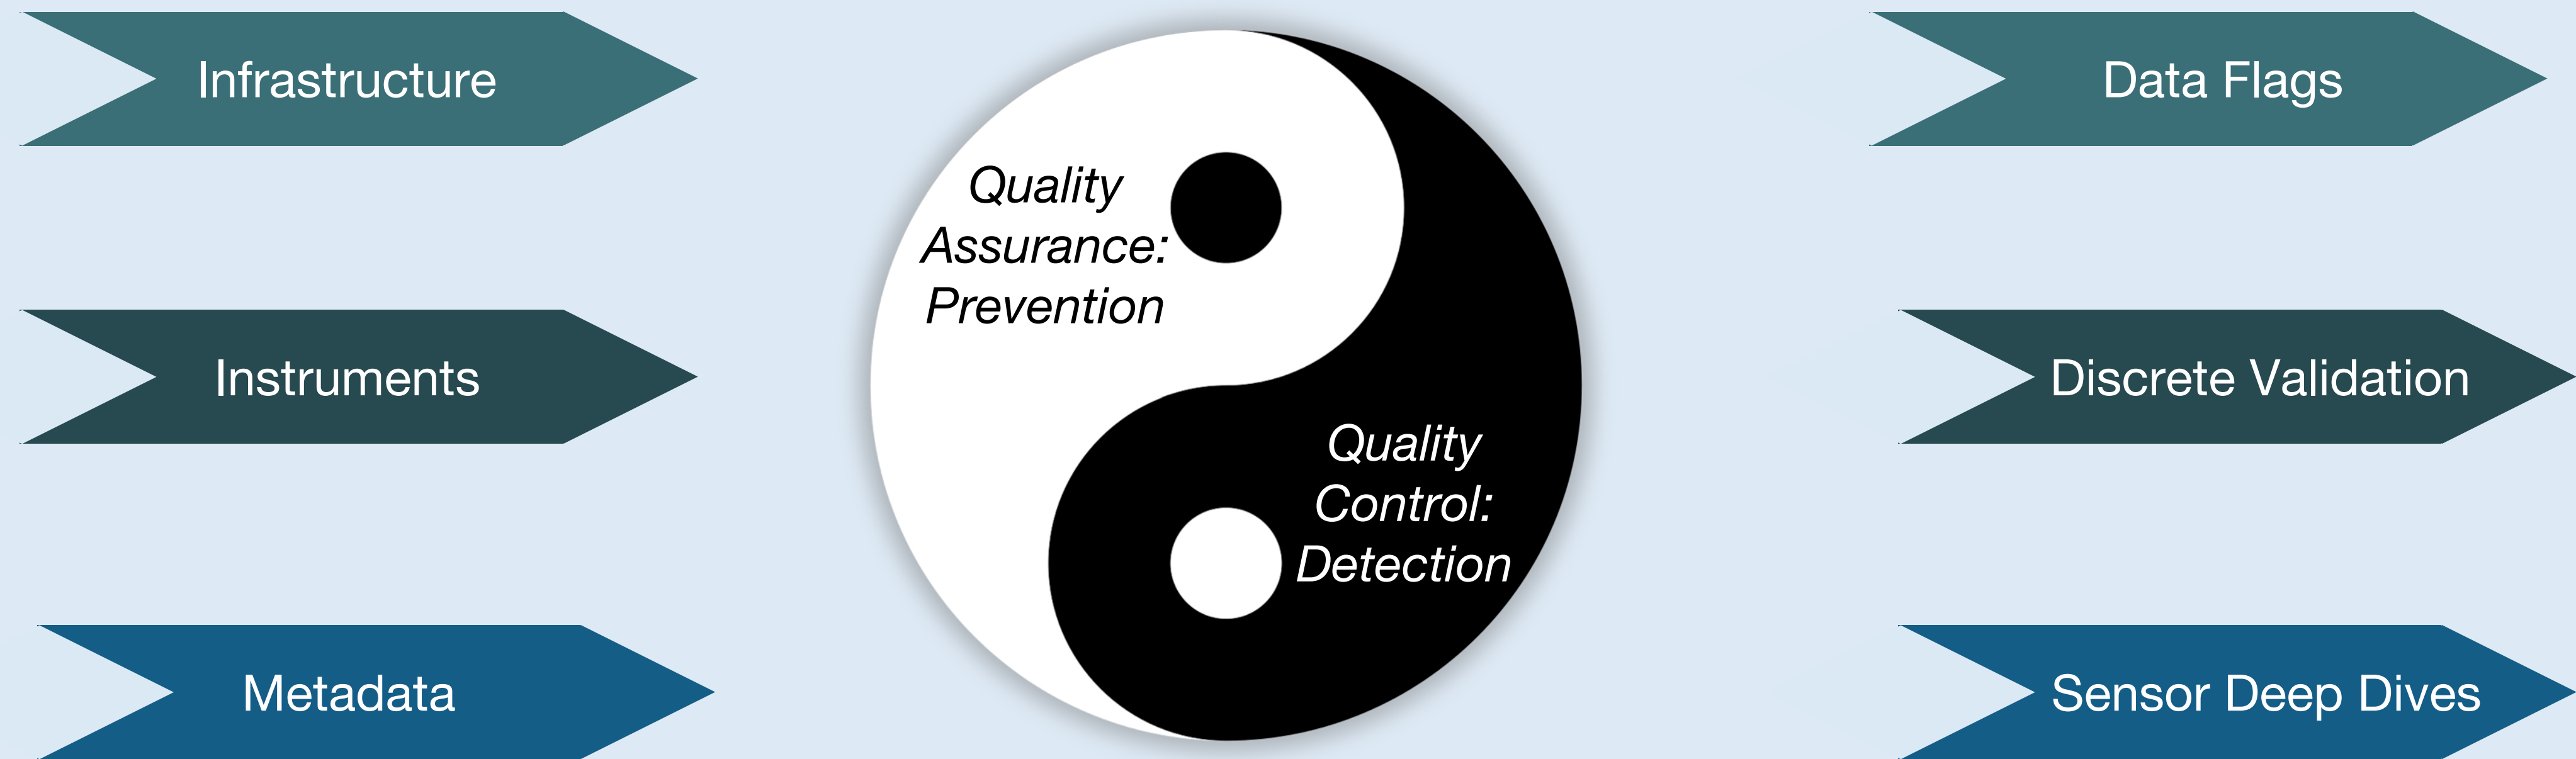 Infrastructure
Instruments
Metadata
Quality
Assurance:
Prevention
Quality
Control:
Detection
Data Flags
Discrete Validation
Sensor Deep Dives